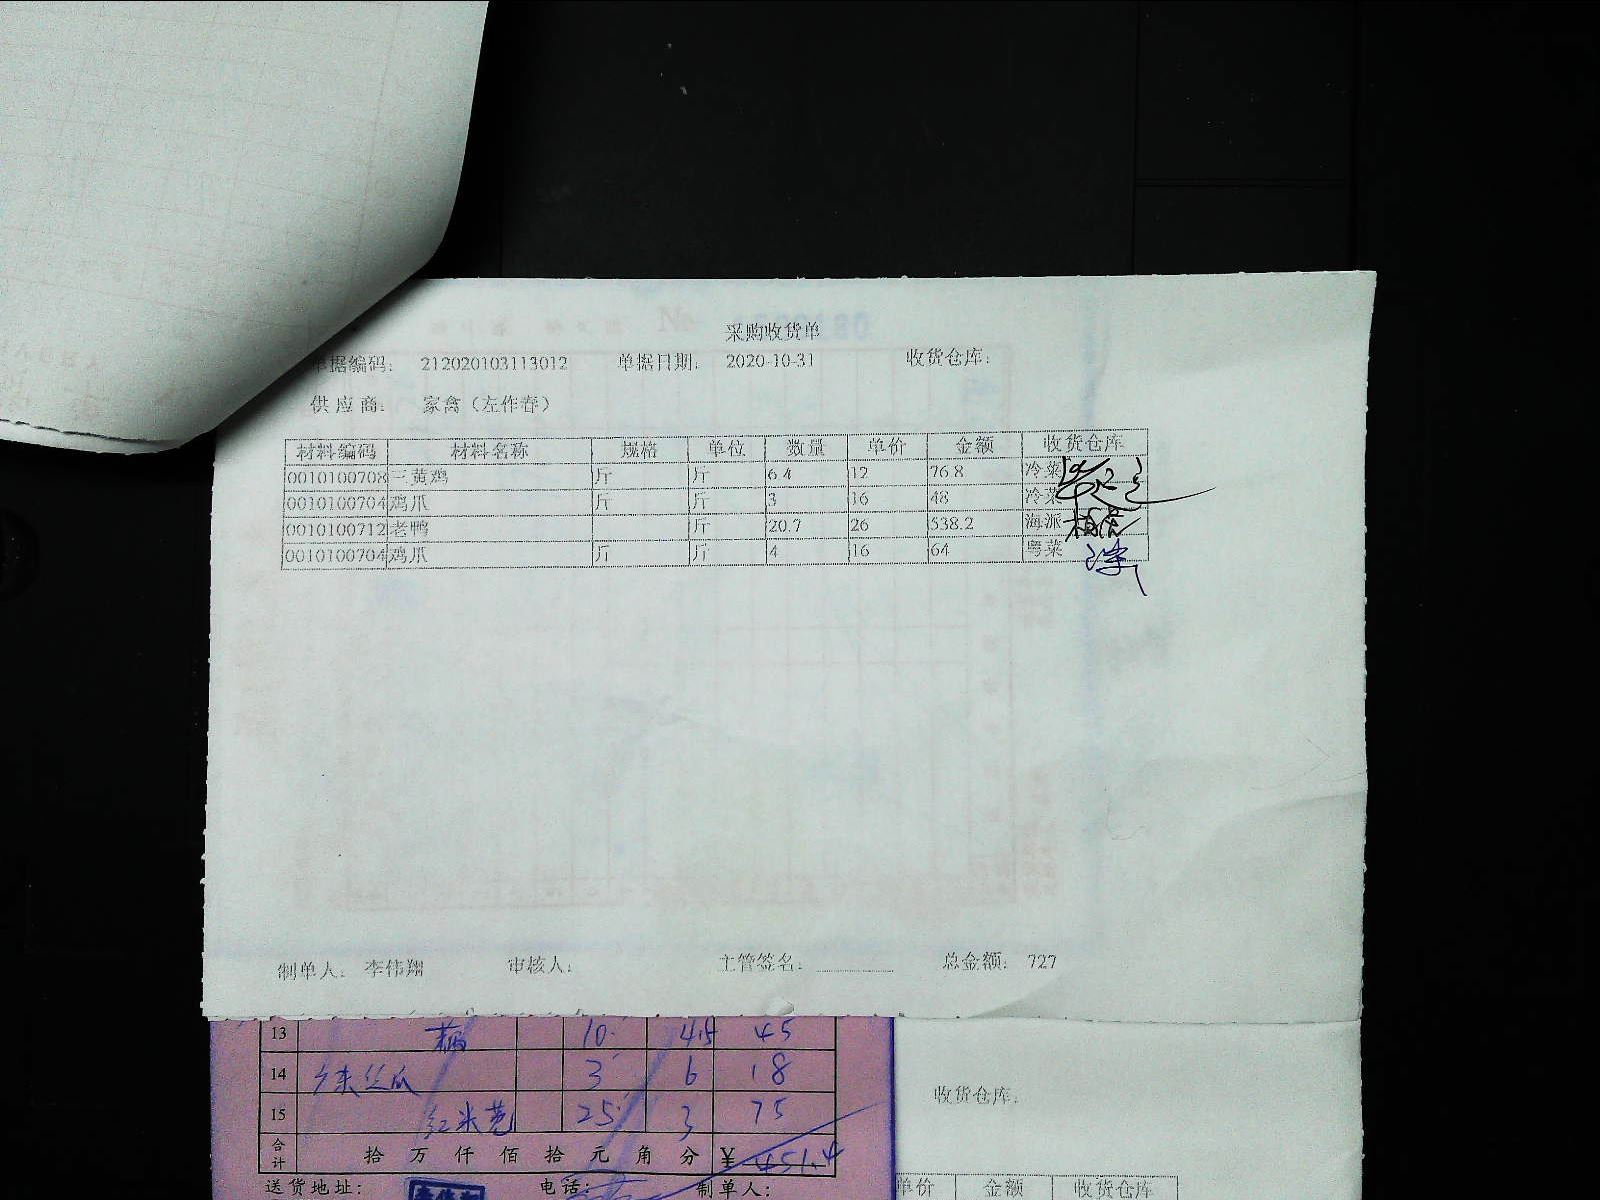 采购收货单
单据编码： 212020103113012 单据日期： 2020-10-31 收货仓库：
供应商： 家禽（左作春）
材料编码 材料名称 规格 单位 数量 单价 金额 收货仓库
0010100708 三黄鸡 斤 斤 6.4 12 76.8 冷菜
0010100704 鸡爪 斤 斤 3 16 48 冷菜
0010100712 老鸭 斤 20.7 26 538.2 海派
0010100704 鸡爪 斤 斤 4 16 64 粤菜
制单人： 李伟翔 审核人： 主管签名： 总金额： 727
13 10 4.5 45
14 丝瓜 3 6 18
15 红米苋 25 3 75
合计 拾 万 仟 佰 拾 元 角 分 ¥ 451.4
送货地址： 电话： 制单人：
收货仓库：
单价 金额 收货仓库